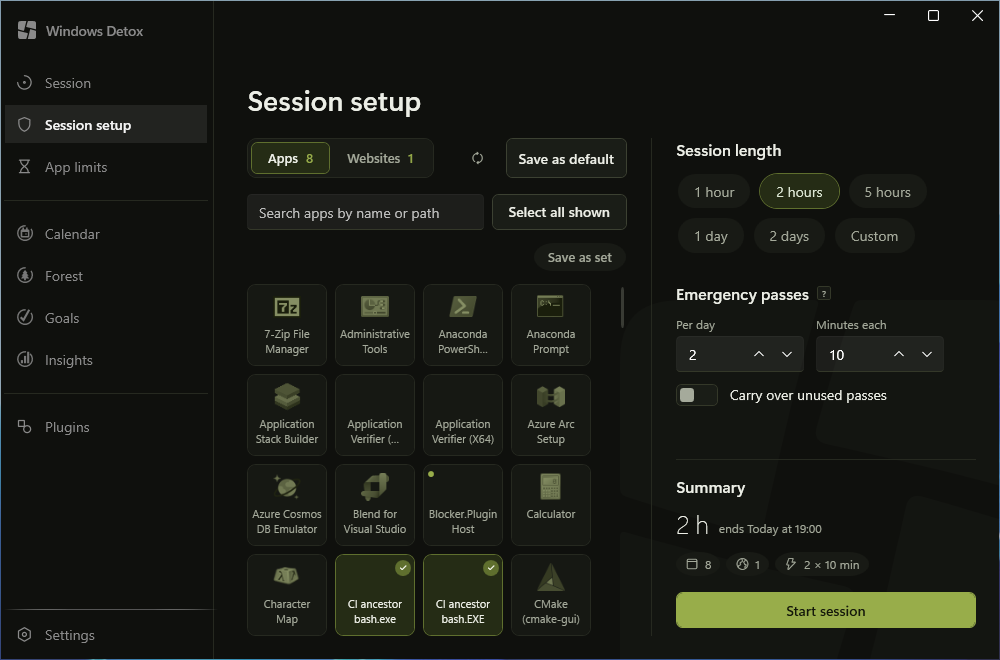 Windows Detox
Session
Session setup
App limits
Calendar
Forest
Goals
Insights
Plugins
Settings
Session setup
Apps 8
Websites 1
Save as default
Search apps by name or path
Select all shown
Save as set
7z
7-Zip File
Manager
Administrative
Tools
Anaconda
PowerSh...
Anaconda
Prompt
Application
Stack Builder
Application
Verifier (...
Application
Verifier (X64)
Azure Arc
Setup
Azure Cosmos
DB Emulator
Blend for
Visual Studio
Blocker.Plugin
Host
Calculator
Character
Map
CI ancestor
bash.exe
CI ancestor
bash.EXE
CMake
(cmake-gui)
Session length
1 hour
2 hours
5 hours
1 day
2 days
Custom
Emergency passes ?
Per day
Minutes each
2
10
Carry over unused passes
Summary
2 h ends Today at 19:00
8
1
2 × 10 min
Start session